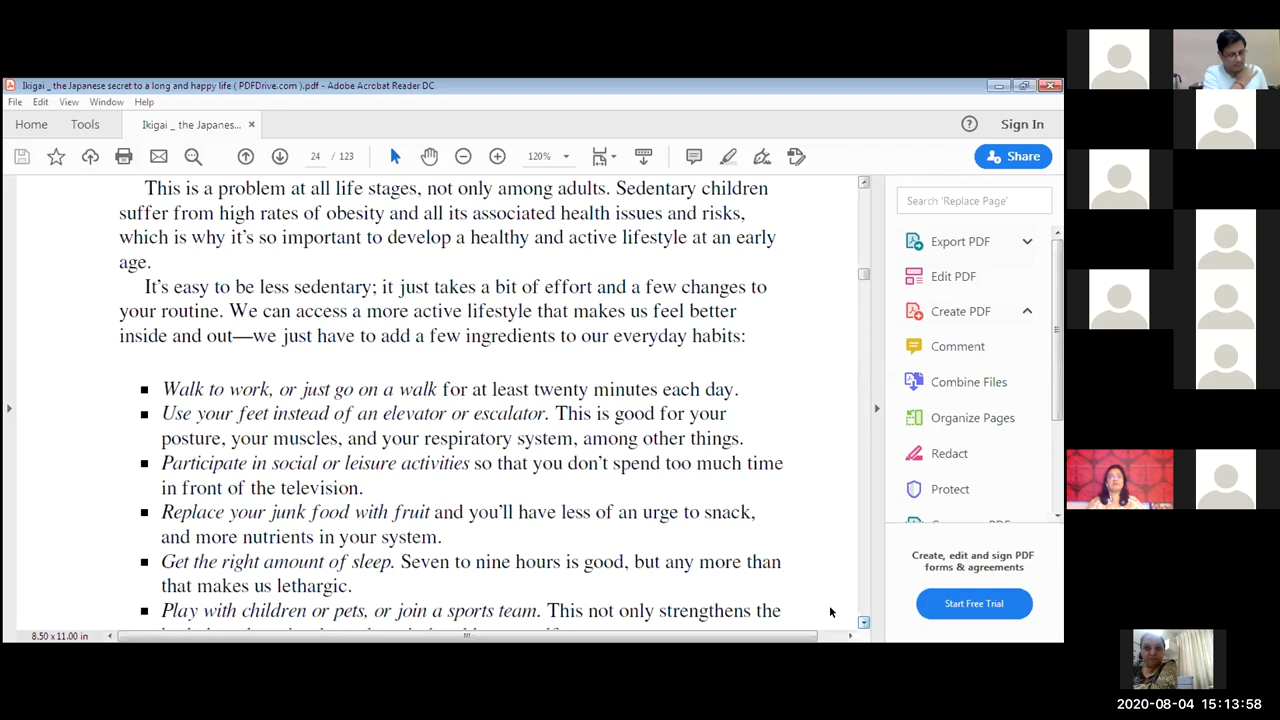 Ikigai _ the Japanese secret to a long and happy life ( PDFDrive.com ).pdf - Adobe Acrobat Reader DC
File Edit View Window Help
Home Tools Ikigai _ the Japanes... × Sign In
24 / 123 120% Share
This is a problem at all life stages, not only among adults. Sedentary children
suffer from high rates of obesity and all its associated health issues and risks,
which is why it’s so important to develop a healthy and active lifestyle at an early
age.
It’s easy to be less sedentary; it just takes a bit of effort and a few changes to
your routine. We can access a more active lifestyle that makes us feel better
inside and out—we just have to add a few ingredients to our everyday habits:
▪ Walk to work, or just go on a walk for at least twenty minutes each day.
▪ Use your feet instead of an elevator or escalator. This is good for your
posture, your muscles, and your respiratory system, among other things.
▪ Participate in social or leisure activities so that you don’t spend too much time
in front of the television.
▪ Replace your junk food with fruit and you’ll have less of an urge to snack,
and more nutrients in your system.
▪ Get the right amount of sleep. Seven to nine hours is good, but any more than
that makes us lethargic.
▪ Play with children or pets, or join a sports team. This not only strengthens the
8.50 x 11.00 in
Search 'Replace Page'
Export PDF
Edit PDF
Create PDF
Comment
Combine Files
Organize Pages
Redact
Protect
Create, edit and sign PDF
forms & agreements
Start Free Trial
2020-08-04 15:13:58